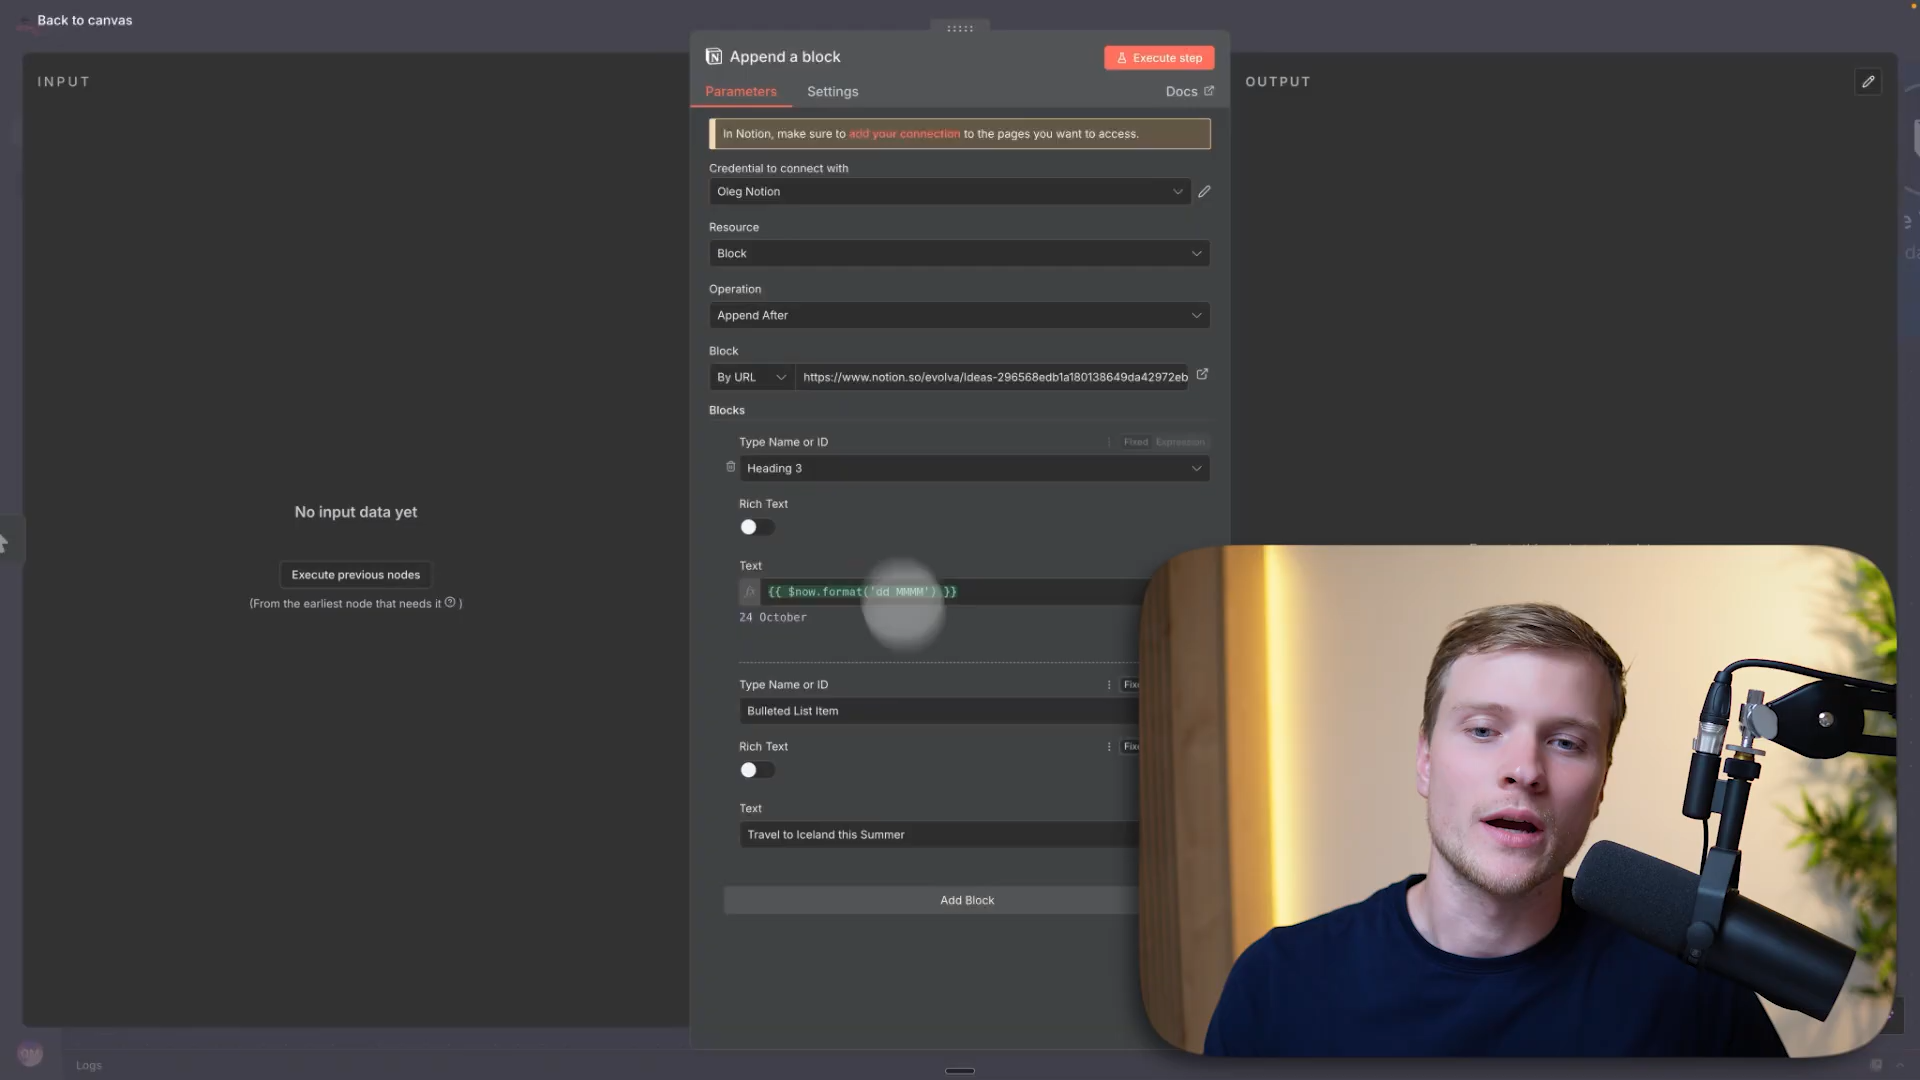 Back to canvas
INPUT
No input data yet
Execute previous nodes
(From the earliest node that needs it ?)
Append a block
Execute step
Parameters
Settings
Docs
In Notion, make sure to add your connection to the pages you want to access.
Credential to connect with
Oleg Notion
Resource
Block
Operation
Append After
Block
By URL
https://www.notion.so/evolva/Ideas-296568edb1a180138649da42972eb
Blocks
Type Name or ID
Fixed Expression
Heading 3
Rich Text
Text
fx {{ $now.format('dd MMMM') }}
24 October
Type Name or ID
Bulleted List Item
Rich Text
Text
Travel to Iceland this Summer
Add Block
OUTPUT
Logs